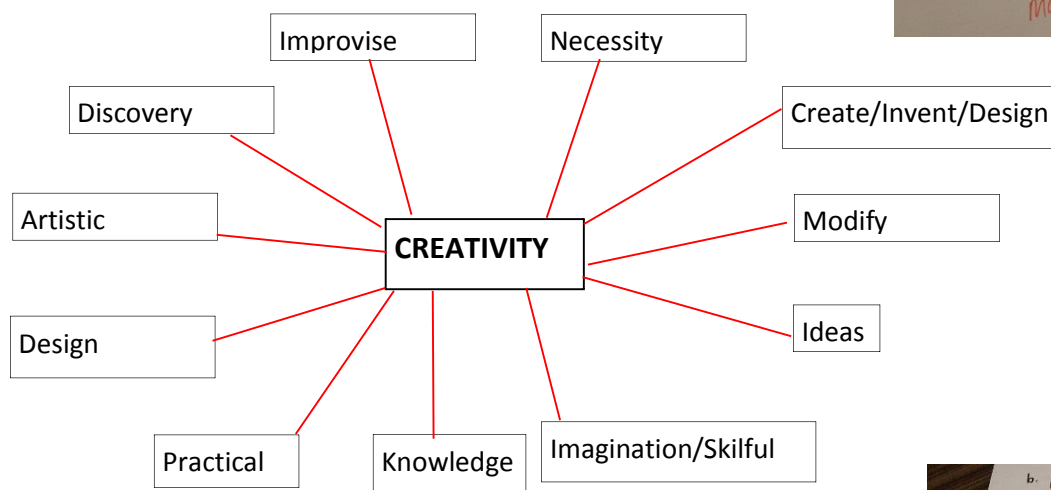 Improvise
Necessity
Discovery
Create/Invent/Design
Artistic
CREATIVITY
Modify
Design
Ideas
Practical
Knowledge
Imagination/Skilful
b.